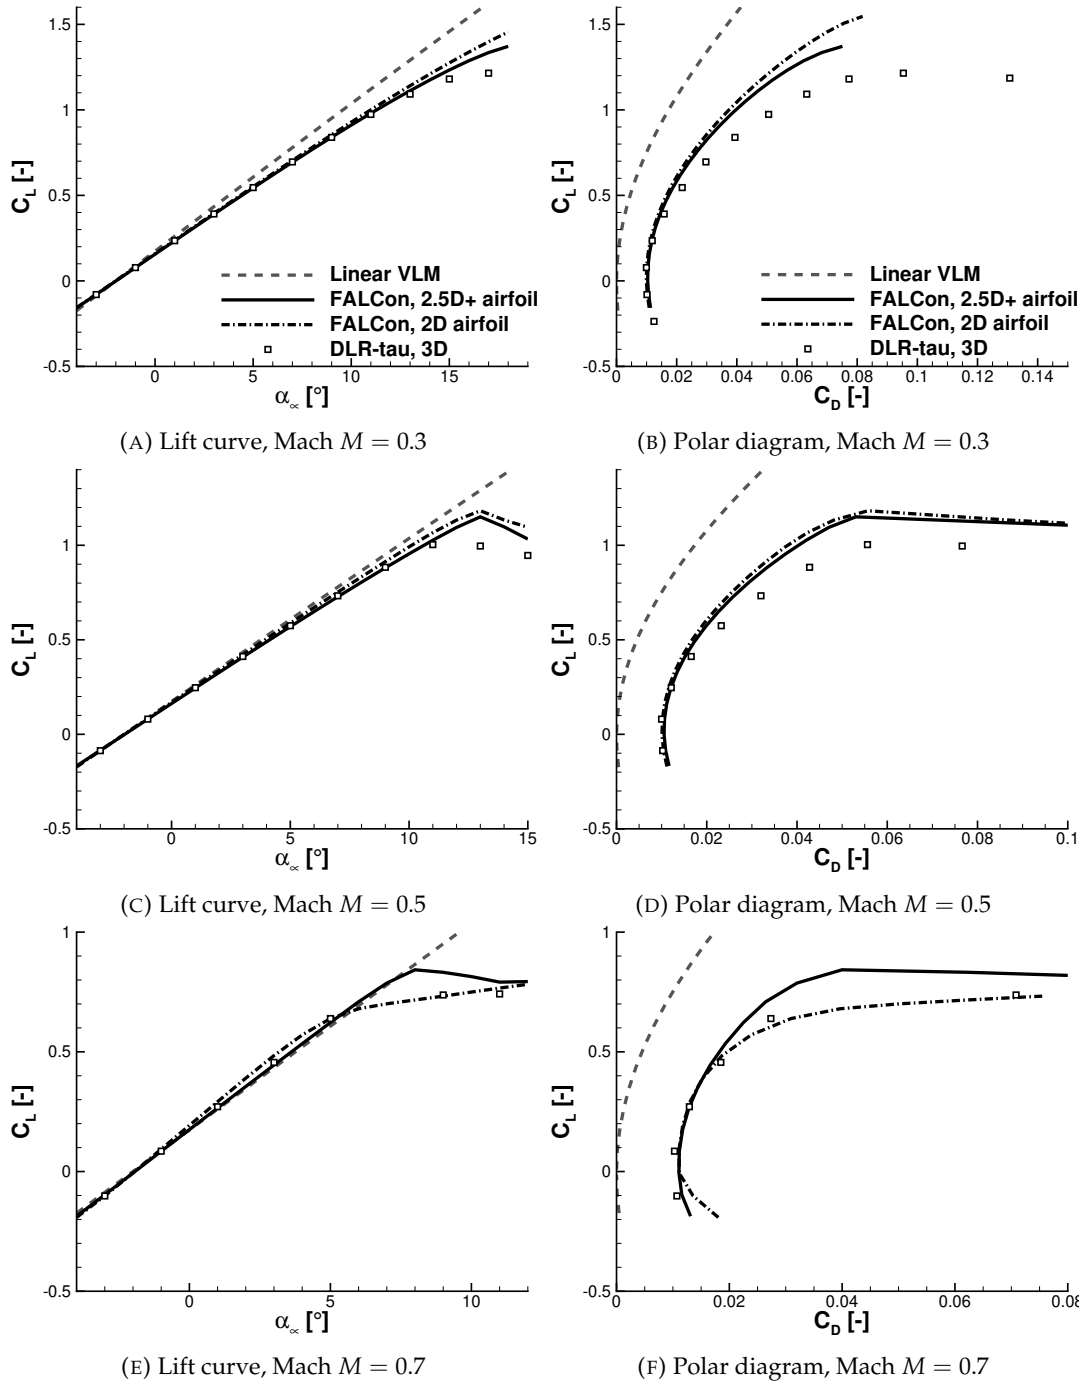 1.5
1
0.5
0
-0.5
C_L [-]
Linear VLM
FALCon, 2.5D+ airfoil
FALCon, 2D airfoil
DLR-tau, 3D
0 5 10 15
α_∞ [°]
(A) Lift curve, Mach M = 0.3
1.5
1
0.5
0
-0.5
C_L [-]
Linear VLM
FALCon, 2.5D+ airfoil
FALCon, 2D airfoil
DLR-tau, 3D
0 0.02 0.04 0.06 0.08 0.1 0.12 0.14
C_D [-]
(B) Polar diagram, Mach M = 0.3
1
0.5
0
-0.5
C_L [-]
0 5 10 15
α_∞ [°]
(C) Lift curve, Mach M = 0.5
1
0.5
0
-0.5
C_L [-]
0 0.02 0.04 0.06 0.08 0.1
C_D [-]
(D) Polar diagram, Mach M = 0.5
1
0.5
0
-0.5
C_L [-]
0 5 10
α_∞ [°]
(E) Lift curve, Mach M = 0.7
1
0.5
0
-0.5
C_L [-]
0 0.02 0.04 0.06 0.08
C_D [-]
(F) Polar diagram, Mach M = 0.7